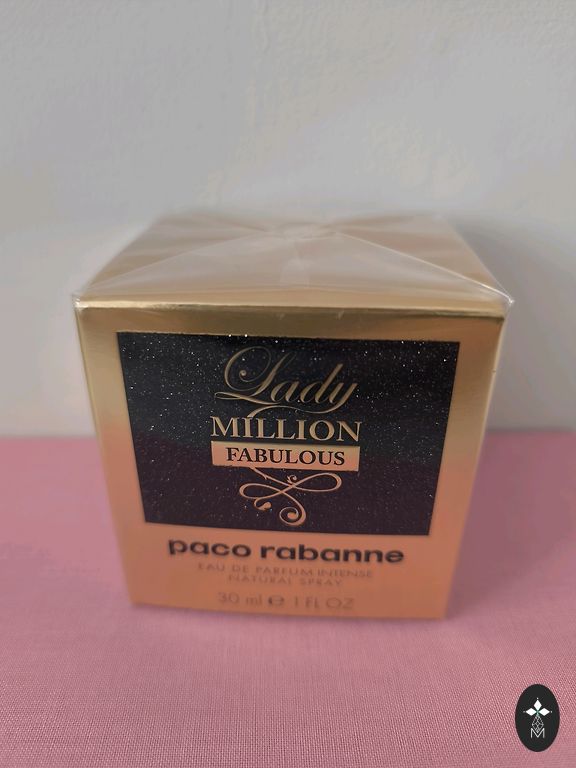 Lady
MILLION
FABULOUS
paco rabanne
EAU DE PARFUM INTENSE
NATURAL SPRAY
30 ml ℮ 1 FL OZ
M